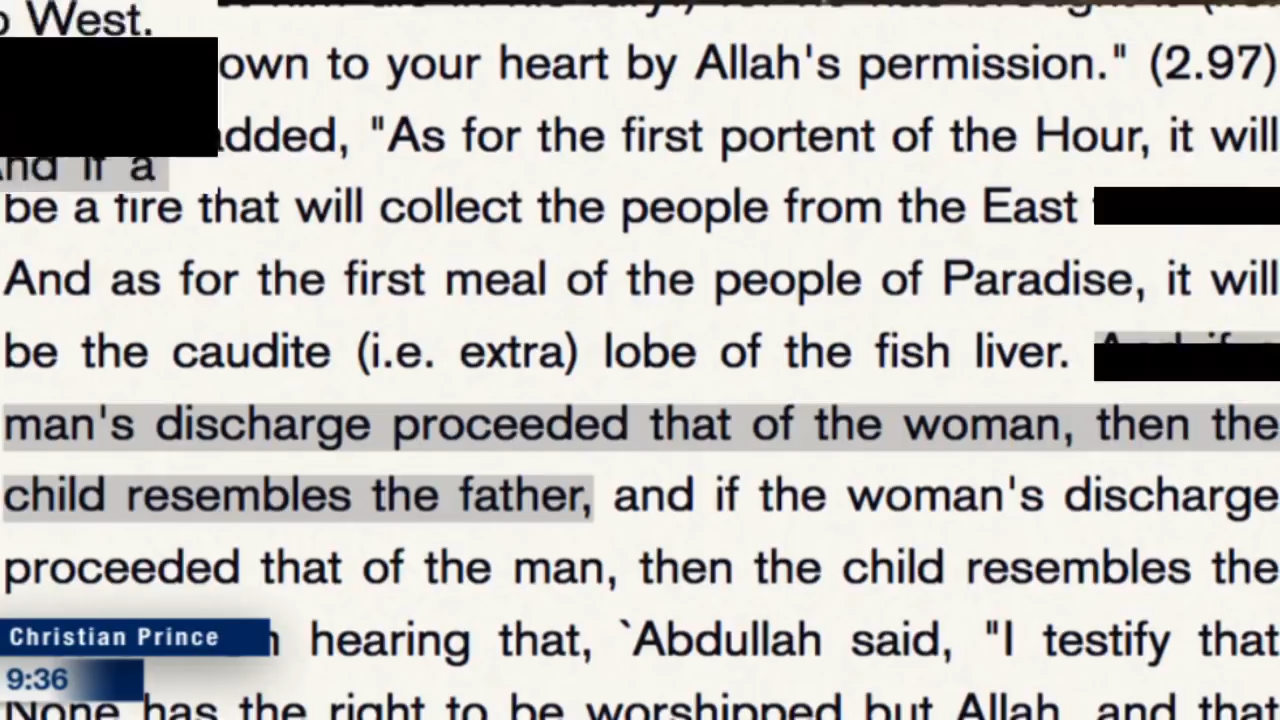 West.
own to your heart by Allah's permission." (2.97)
added, "As for the first portent of the Hour, it will
And if a
be a fire that will collect the people from the East
And as for the first meal of the people of Paradise, it will
be the caudite (i.e. extra) lobe of the fish liver.
man's discharge proceeded that of the woman, then the
child resembles the father, and if the woman's discharge
proceeded that of the man, then the child resembles the
hearing that, `Abdullah said, "I testify that
Christian Prince
9:36
None has the right to be worshipped but Allah, and that